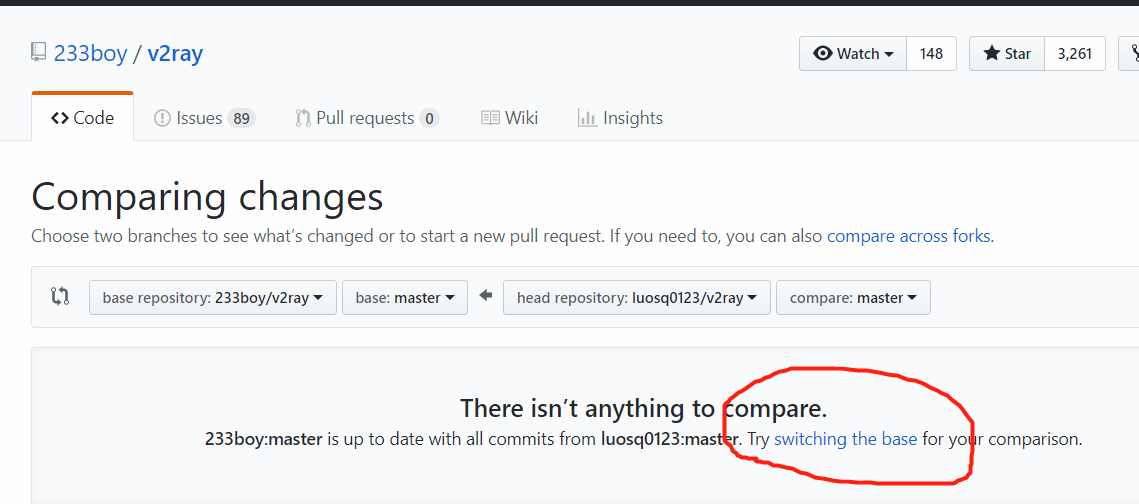 233boy / v2ray
Watch 148 Star 3,261
Code Issues 89 Pull requests 0 Wiki Insights
Comparing changes
Choose two branches to see what's changed or to start a new pull request. If you need to, you can also compare across forks.
base repository: 233boy/v2ray base: master head repository: luosq0123/v2ray compare: master
There isn't anything to compare.
233boy:master is up to date with all commits from luosq0123:master. Try switching the base for your comparison.